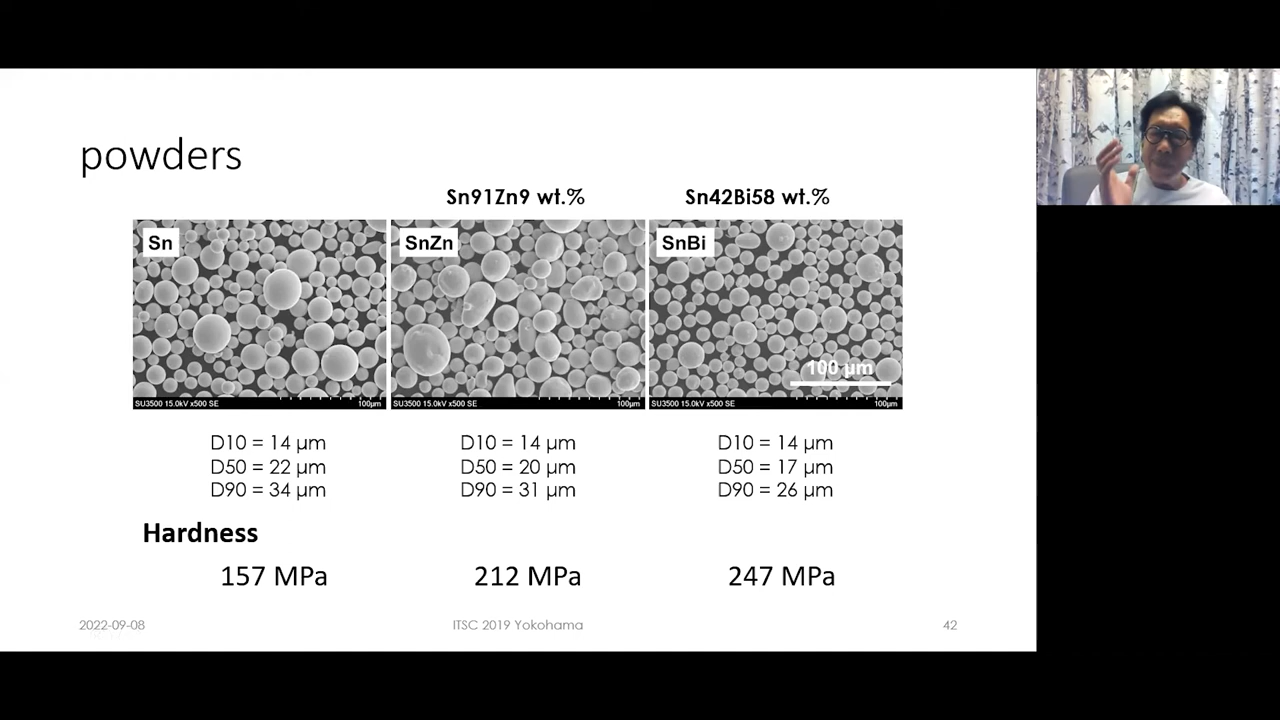 powders
Sn91Zn9 wt.%
Sn42Bi58 wt.%
Sn
SnZn
SnBi
100 µm
SU3500 15.0kV x500 SE 100µm
SU3500 15.0kV x500 SE 100µm
SU3500 15.0kV x500 SE 100µm
D10 = 14 µm
D50 = 22 µm
D90 = 34 µm
D10 = 14 µm
D50 = 20 µm
D90 = 31 µm
D10 = 14 µm
D50 = 17 µm
D90 = 26 µm
Hardness
157 MPa
212 MPa
247 MPa
2022-09-08
ITSC 2019 Yokohama
42